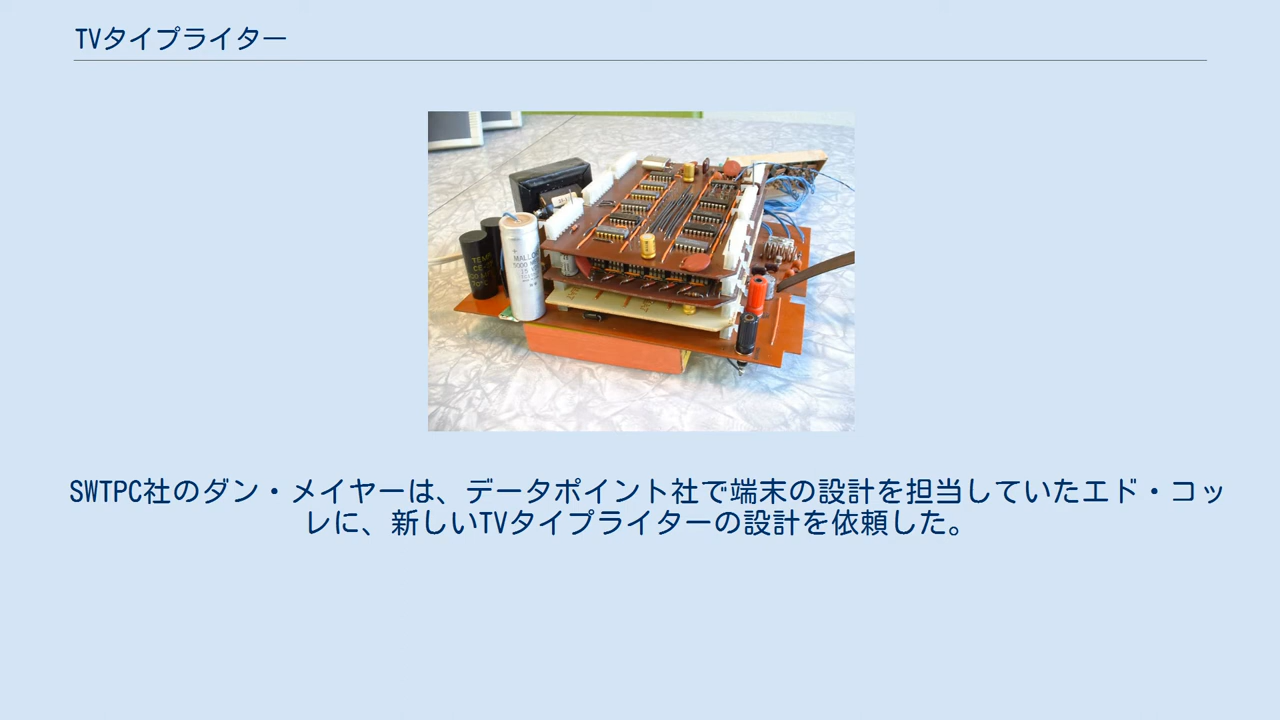 TVタイプライター
MALLO
SWTPC社のダン・メイヤーは、データポイント社で端末の設計を担当していたエド・コッ
レに、新しいTVタイプライターの設計を依頼した。